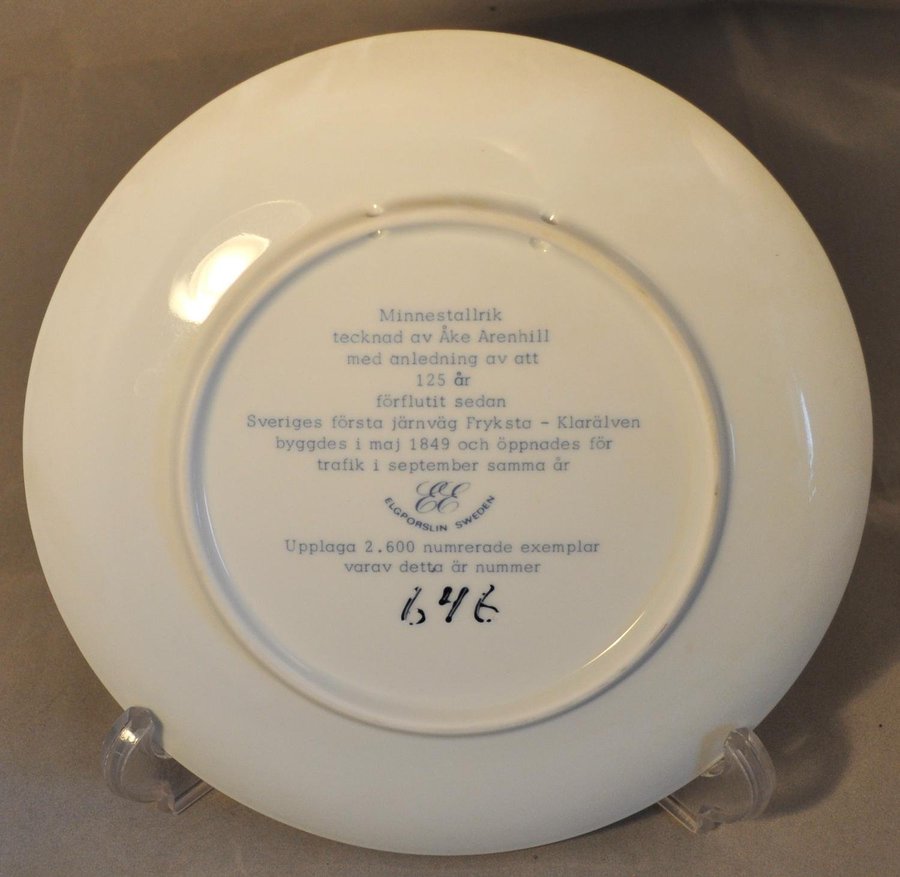 Minnestallrik
tecknad av Åke Arenhill
med anledning av att
125 år
förflutit sedan
Sveriges första järnväg Fryksta - Klarälven
byggdes i maj 1849 och öppnades för
trafik i september samma år
EE
ELGPORSLIN SWEDEN
Upplaga 2.600 numrerade exemplar
varav detta är nummer
646